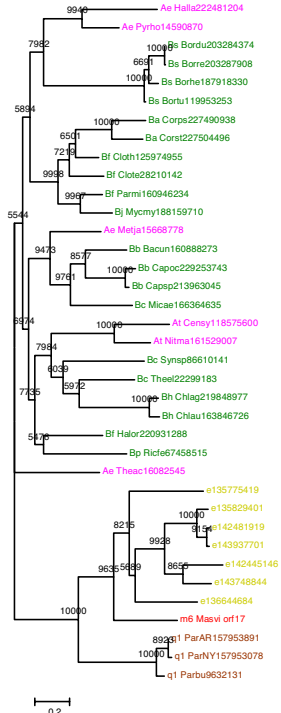 9940
Ae Halla222481204
Ae Pyrho14590870
7982
10000
Bs Bordu203284374
6691
Bs Borre203287908
10000
Bs Borhe187918330
Bs Bortu119953253
5894
10000
Ba Corps227490938
6501
Ba Corst227504496
7219
Bf Cloth125974955
9998
Bf Clote28210142
9967
Bf Parmi160946234
Bj Mycmy188159710
5544
Ae Metja15668778
9473
8577
Bb Bacun160888273
10000
Bb Capoc229253743
9761
Bb Capsp213963045
Bc Micae166364635
6974
10000
At Censy118575600
At Nitma161529007
7984
6039
Bc Synsp86610141
5972
Bc Theel22299183
7735
10000
Bh Chlag219848977
Bh Chlau163846726
5476
Bf Halor220931288
Bp Ricfe67458515
Ae Theac16082545
e135775419
10000
e135829401
8215
9154
e142481919
9928
e143937701
9635
5689
8655
e142445146
e143748844
e136644684
10000
m6 Masvi orf17
8923
q1 ParAR157953891
10000
q1 ParNY157953078
q1 Parbu9632131
0.2